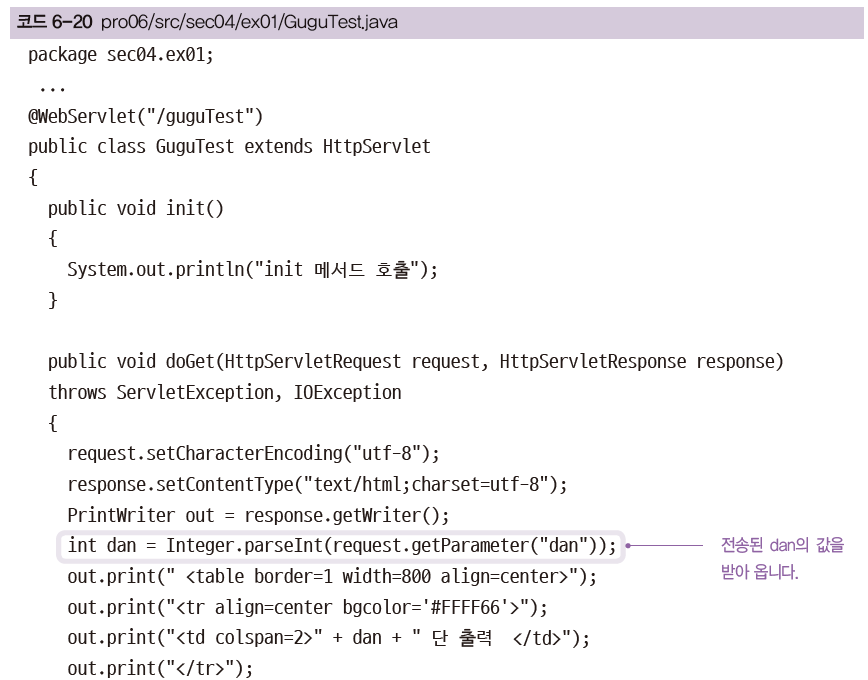 코드 6-20 pro06/src/sec04/ex01/GuguTest.java
package sec04.ex01;
...
@WebServlet("/guguTest")
public class GuguTest extends HttpServlet
{
public void init()
{
System.out.println("init 메서드 호출");
}
public void doGet(HttpServletRequest request, HttpServletResponse response)
throws ServletException, IOException
{
request.setCharacterEncoding("utf-8");
response.setContentType("text/html;charset=utf-8");
PrintWriter out = response.getWriter();
int dan = Integer.parseInt(request.getParameter("dan"));
전송된 dan의 값을
받아 옵니다.
out.print(" <table border=1 width=800 align=center>");
out.print("<tr align=center bgcolor='#FFFF66'>");
out.print("<td colspan=2>" + dan + " 단 출력  </td>");
out.print("</tr>");